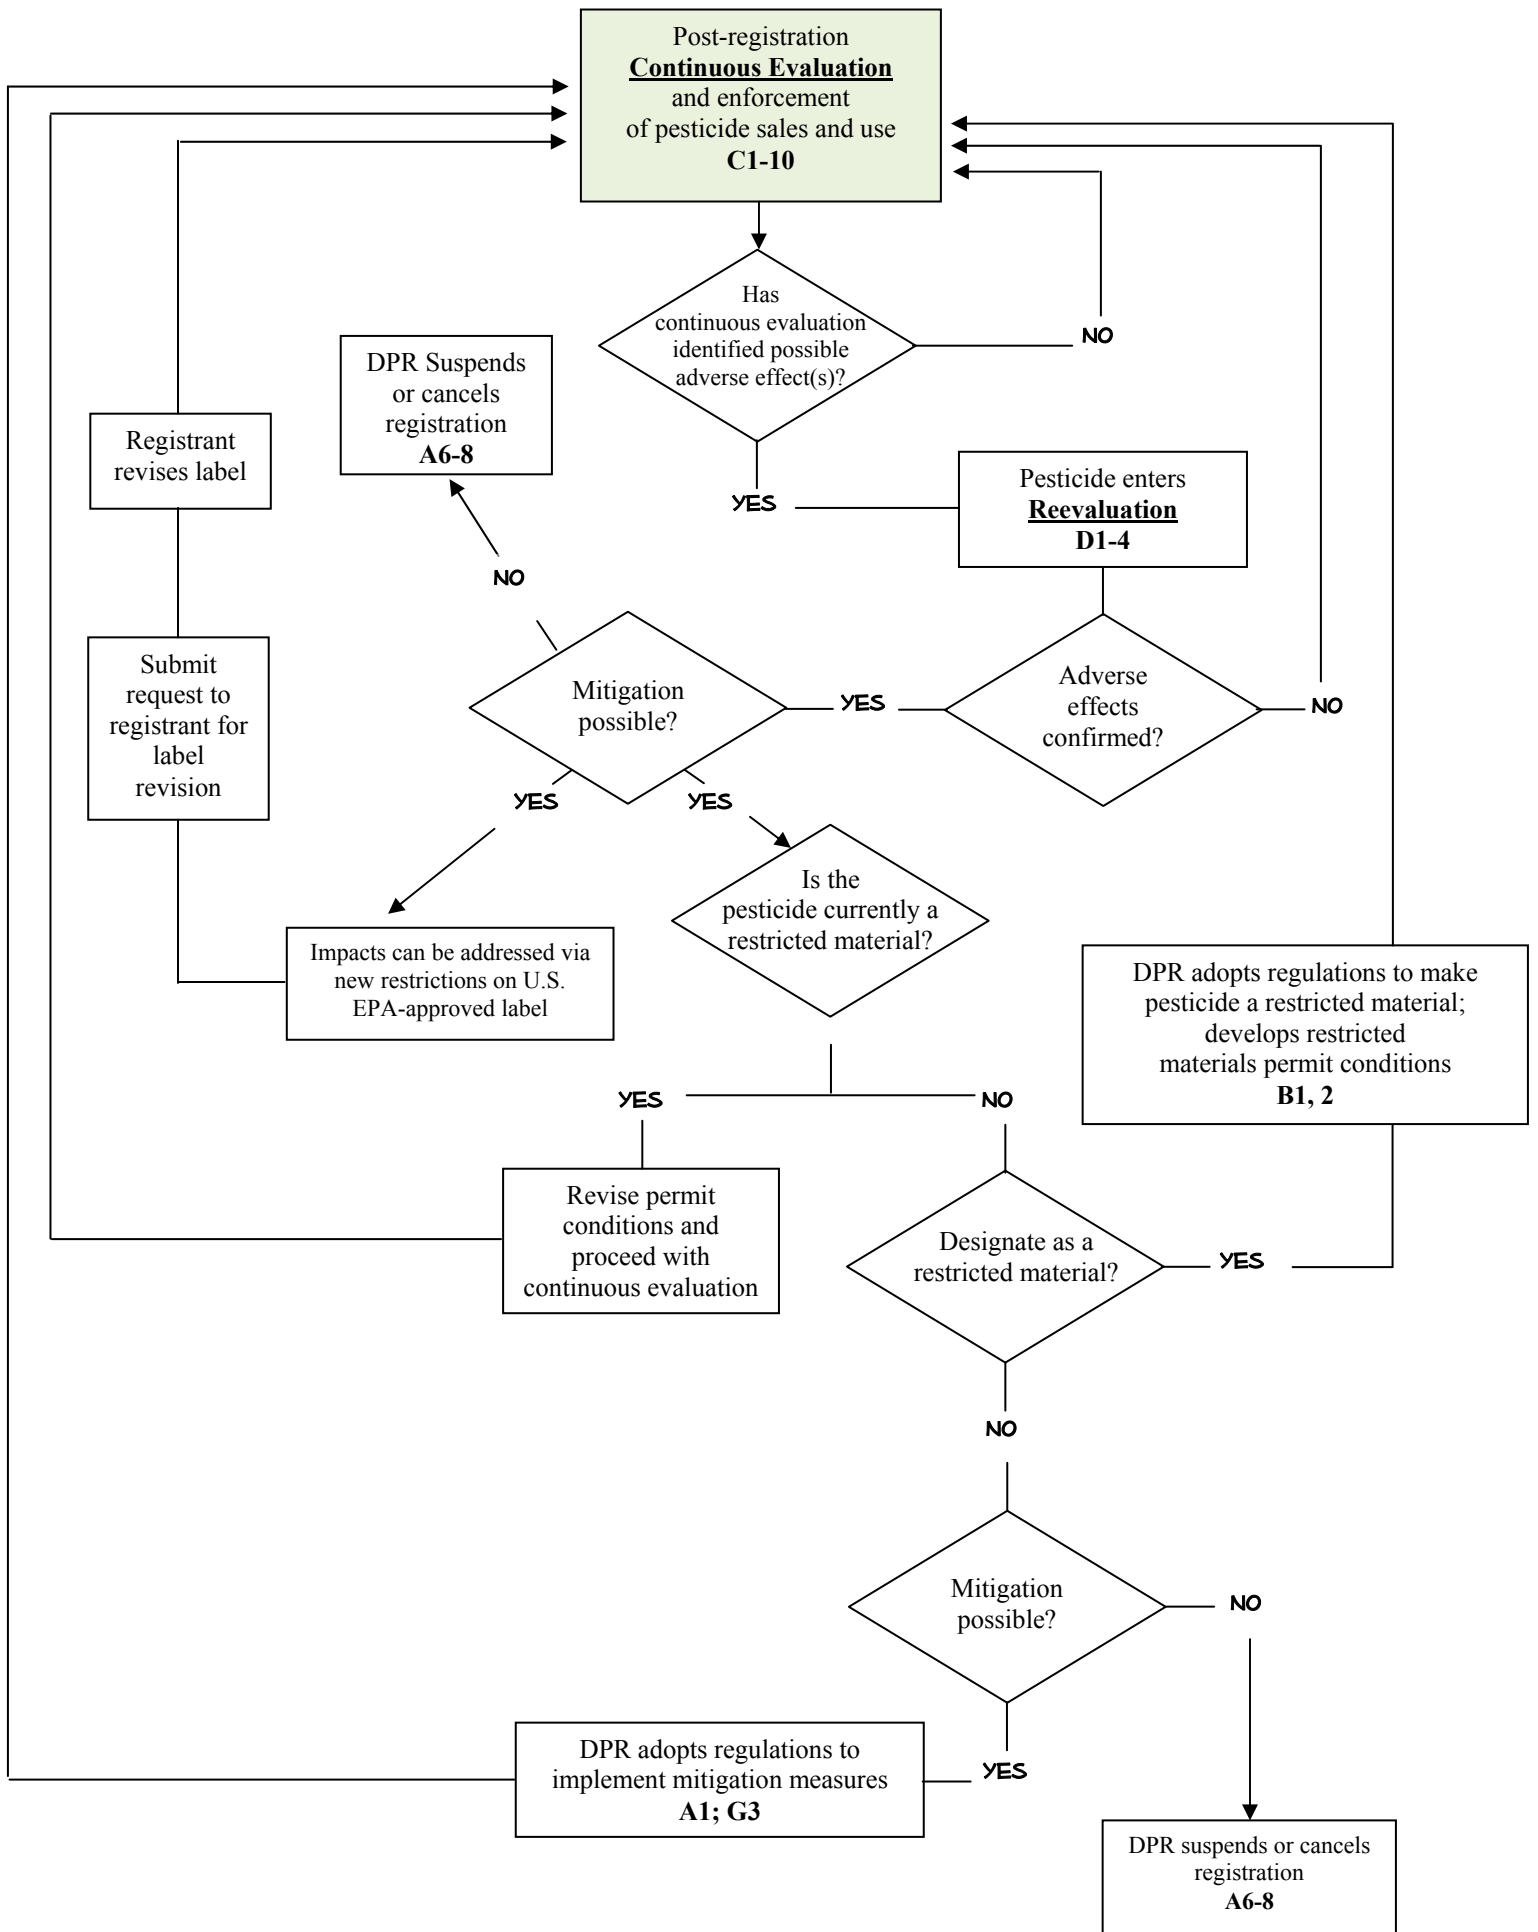 Post-registration
Continuous Evaluation
and enforcement
of pesticide sales and use
C1-10
Has
continuous evaluation
identified possible
adverse effect(s)?
NO
DPR Suspends
or cancels
registration
A6-8
Registrant
revises label
YES
Pesticide enters
Reevaluation
D1-4
NO
Submit
request to
registrant for
label
revision
Mitigation
possible?
YES
Adverse
effects
confirmed?
NO
YES
YES
Is the
pesticide currently a
restricted material?
Impacts can be addressed via
new restrictions on U.S.
EPA-approved label
DPR adopts regulations to make
pesticide a restricted material;
develops restricted
materials permit conditions
B1, 2
YES
NO
Revise permit
conditions and
proceed with
continuous evaluation
Designate as a
restricted material?
YES
NO
Mitigation
possible?
NO
DPR adopts regulations to
implement mitigation measures
A1; G3
YES
DPR suspends or cancels
registration
A6-8